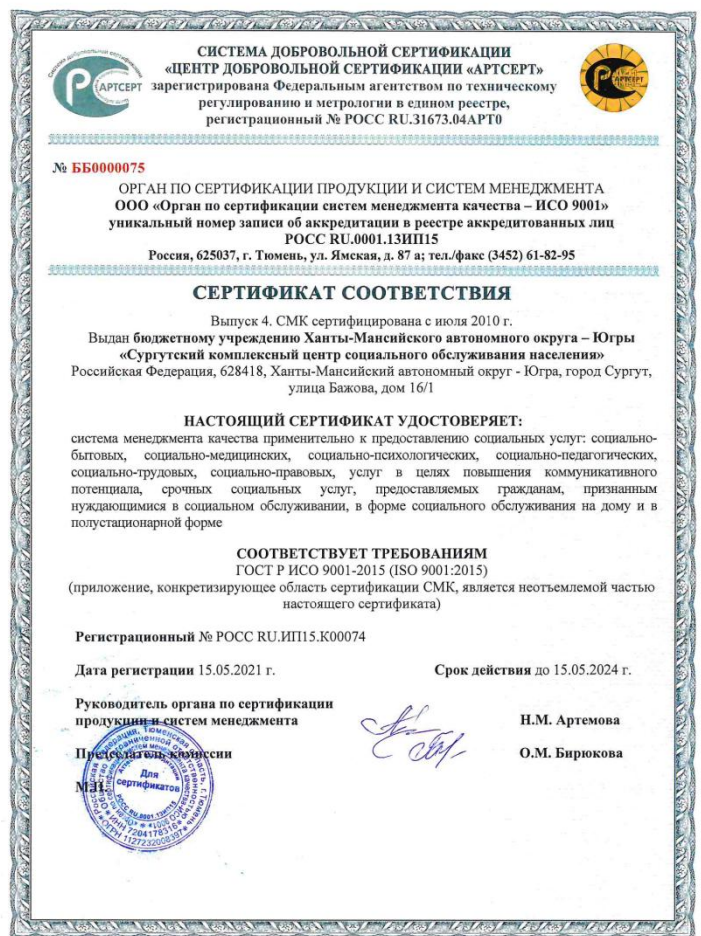 СИСТЕМА ДОБРОВОЛЬНОЙ СЕРТИФИКАЦИИ
«ЦЕНТР ДОБРОВОЛЬНОЙ СЕРТИФИКАЦИИ «АРТСЕРТ»
зарегистрирована Федеральным агентством по техническому
регулированию и метрологии в едином реестре,
регистрационный № РОСС RU.31673.04АРТ0
АРТСЕРТ
АРТСЕРТ
№ ББ0000075
ОРГАН ПО СЕРТИФИКАЦИИ ПРОДУКЦИИ И СИСТЕМ МЕНЕДЖМЕНТА
ООО «Орган по сертификации систем менеджмента качества – ИСО 9001»
уникальный номер записи об аккредитации в реестре аккредитованных лиц
РОСС RU.0001.13ИП15
Россия, 625037, г. Тюмень, ул. Ямская, д. 87 а; тел./факс (3452) 61-82-95
СЕРТИФИКАТ СООТВЕТСТВИЯ
Выпуск 4. СМК сертифицирована с июля 2010 г.
Выдан бюджетному учреждению Ханты-Мансийского автономного округа – Югры
«Сургутский комплексный центр социального обслуживания населения»
Российская Федерация, 628418, Ханты-Мансийский автономный округ - Югра, город Сургут,
улица Бажова, дом 16/1
НАСТОЯЩИЙ СЕРТИФИКАТ УДОСТОВЕРЯЕТ:
система менеджмента качества применительно к предоставлению социальных услуг: социально-
бытовых, социально-медицинских, социально-психологических, социально-педагогических,
социально-трудовых, социально-правовых, услуг в целях повышения коммуникативного
потенциала, срочных социальных услуг, предоставляемых гражданам, признанным
нуждающимися в социальном обслуживании, в форме социального обслуживания на дому и в
полустационарной форме
СООТВЕТСТВУЕТ ТРЕБОВАНИЯМ
ГОСТ Р ИСО 9001-2015 (ISO 9001:2015)
(приложение, конкретизирующее область сертификации СМК, является неотъемлемой частью
настоящего сертификата)
Регистрационный № РОСС RU.ИП15.К00074
Дата регистрации 15.05.2021 г. Срок действия до 15.05.2024 г.
Руководитель органа по сертификации
продукции и систем менеджмента Н.М. Артемова
Председатель комиссии О.М. Бирюкова
М.П.
Для
сертификатов